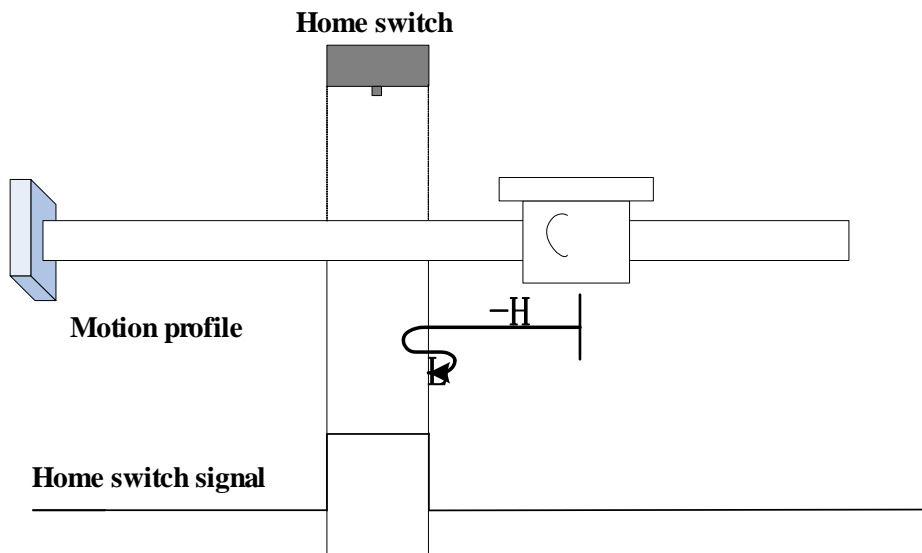 Home switch
−H
Motion profile
L
Home switch signal